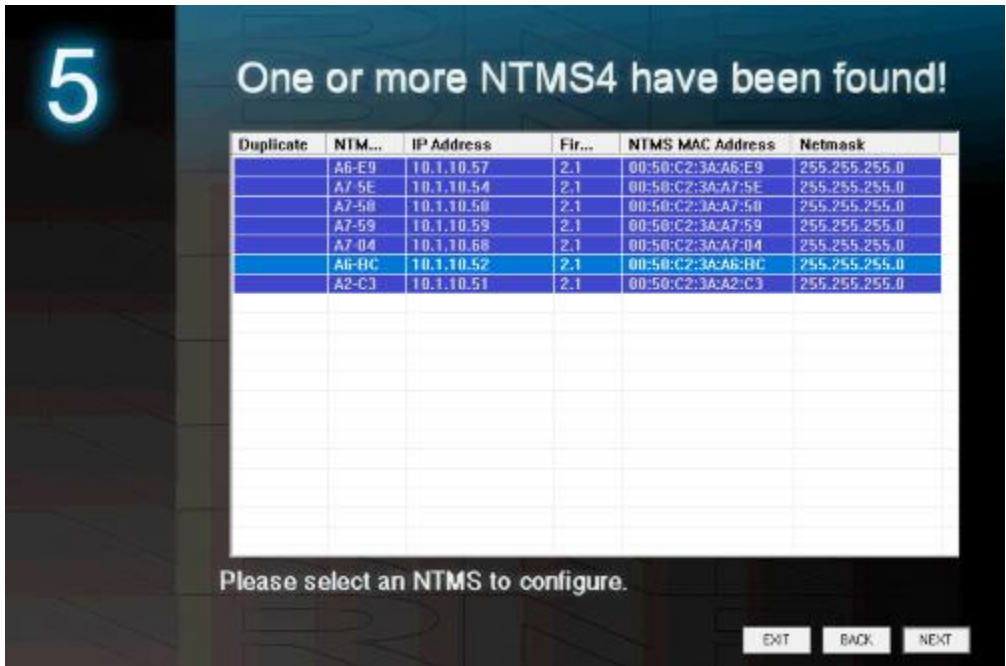 5
One or more NTMS4 have been found!
Duplicate NTM... IP Address Fir... NTMS MAC Address Netmask
A6-E9 10.1.10.57 2.1 00:50:C2:3A:A6:E9 255.255.255.0
A7-5E 10.1.10.54 2.1 00:50:C2:3A:A7:5E 255.255.255.0
A7-58 10.1.10.58 2.1 00:50:C2:3A:A7:58 255.255.255.0
A7-59 10.1.10.59 2.1 00:50:C2:3A:A7:59 255.255.255.0
A7-04 10.1.10.68 2.1 00:50:C2:3A:A7:04 255.255.255.0
A6-BC 10.1.10.52 2.1 00:50:C2:3A:A6:BC 255.255.255.0
A2-C3 10.1.10.51 2.1 00:50:C2:3A:A2:C3 255.255.255.0
Please select an NTMS to configure.
EXIT BACK NEXT